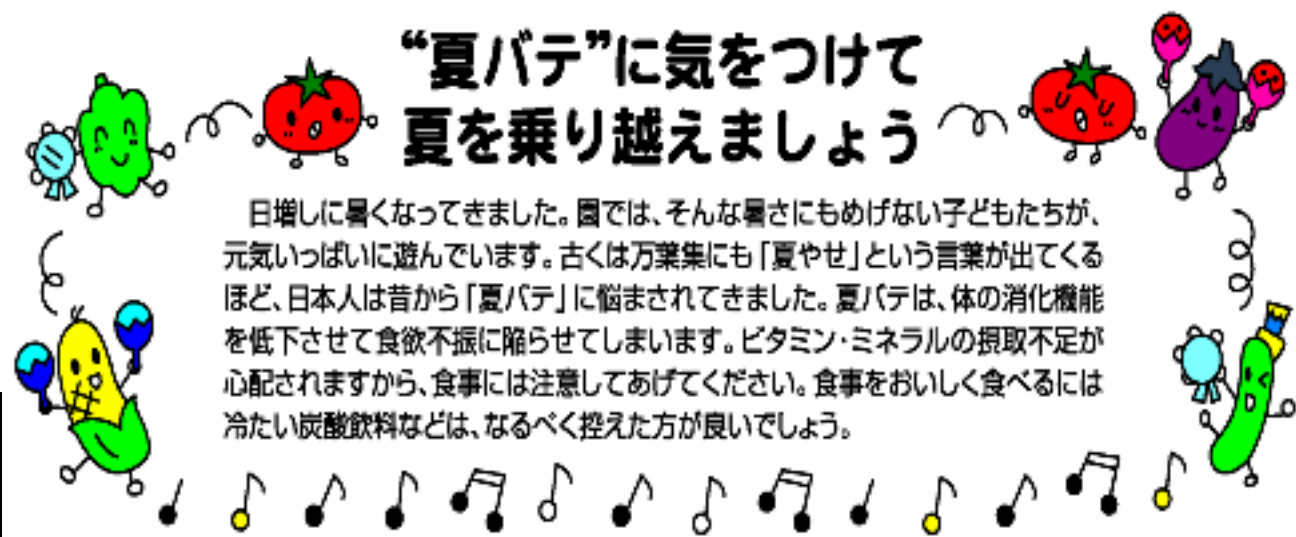 “夏バテ”に気をつけて
夏を乗り越えましょう
日増しに暑くなってきました。園では、そんな暑さにもめげない子どもたちが、
元気いっぱいに遊んでいます。古くは万葉集にも「夏やせ」という言葉が出てくる
ほど、日本人は昔から「夏バテ」に悩まされてきました。夏バテは、体の消化機能
を低下させて食欲不振に陥らせてしまいます。ビタミン・ミネラルの摂取不足が
心配されますから、食事には注意してあげてください。食事をおいしく食べるには
冷たい炭酸飲料などは、なるべく控えた方が良いでしょう。